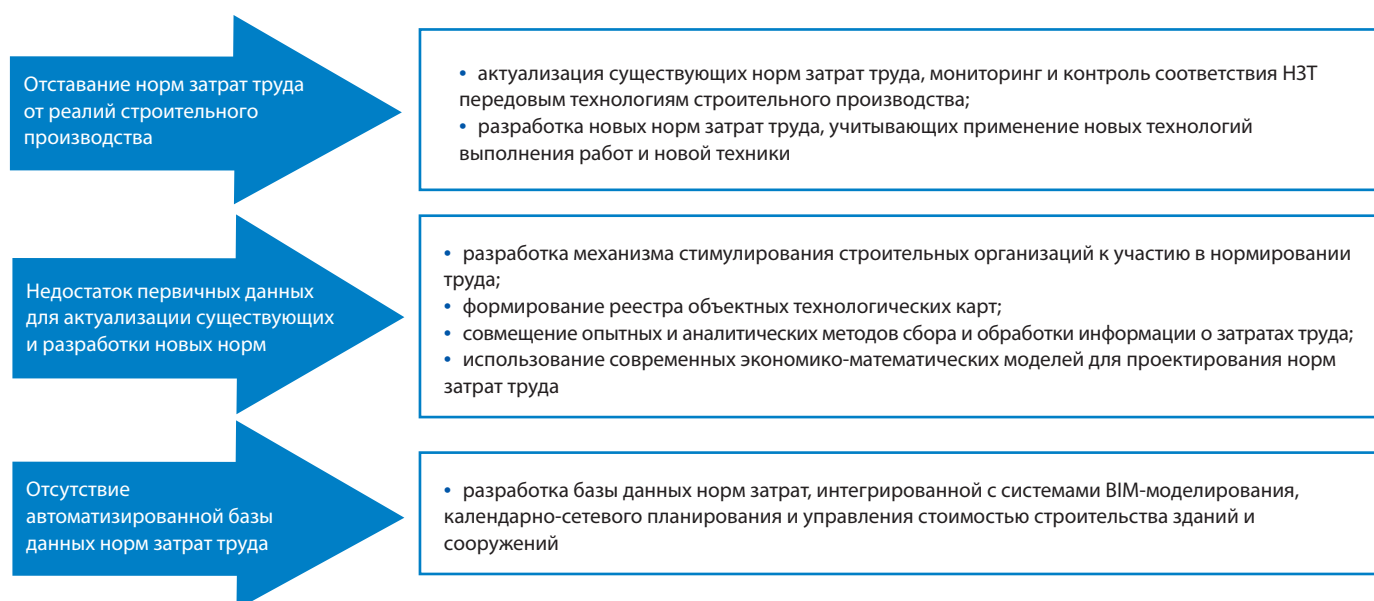 Отставание норм затрат труда
от реалий строительного
производства
• актуализация существующих норм затрат труда, мониторинг и контроль соответствия НЗТ
передовым технологиям строительного производства;
• разработка новых норм затрат труда, учитывающих применение новых технологий
выполнения работ и новой техники
Недостаток первичных данных
для актуализации существующих
и разработки новых норм
• разработка механизма стимулирования строительных организаций к участию в нормировании
труда;
• формирование реестра объектных технологических карт;
• совмещение опытных и аналитических методов сбора и обработки информации о затратах труда;
• использование современных экономико-математических моделей для проектирования норм
затрат труда
Отсутствие
автоматизированной базы
данных норм затрат труда
• разработка базы данных норм затрат, интегрированной с системами BIM-моделирования,
календарно-сетевого планирования и управления стоимостью строительства зданий и
сооружений